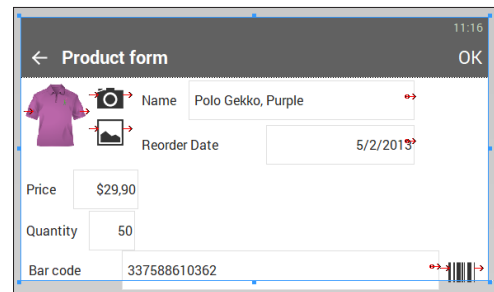 11:16
Product form
OK
Name Polo Gekko, Purple
Reorder Date 5/2/2013
Price $29,90
Quantity 50
Bar code 337588610362